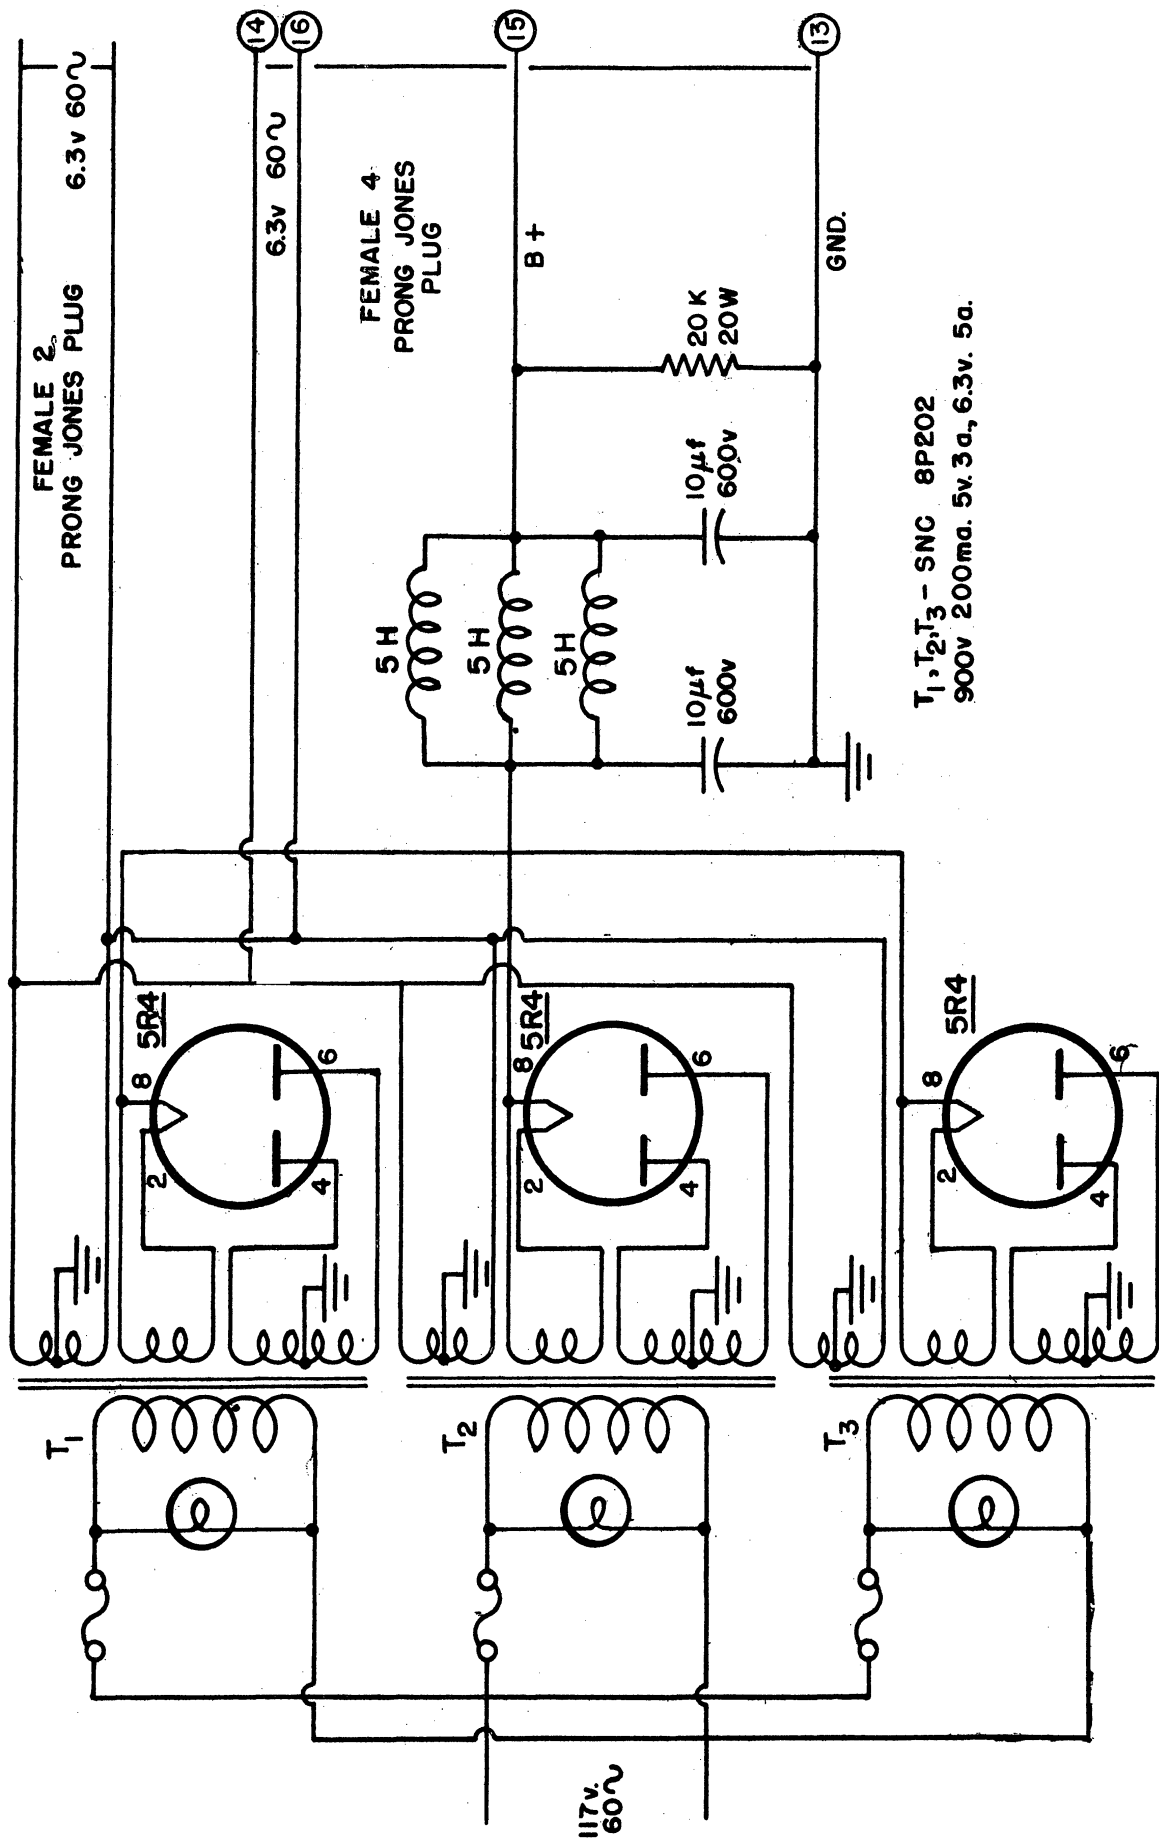 FEMALE 2
PRONG JONES PLUG
6.3v 60~
14
16
6.3v 60~
FEMALE 4
PRONG JONES
PLUG
15
B+
13
GND.
5H
5H
5H
10µf
600v
10µf
600v
20K
20W
T1, T2, T3 – SNC 8P202
900v 200ma. 5v. 3a., 6.3v. 5a.
5R4
8
2
4
6
5R4
8
2
4
6
5R4
8
2
4
6
T1
T2
T3
117v.
60~